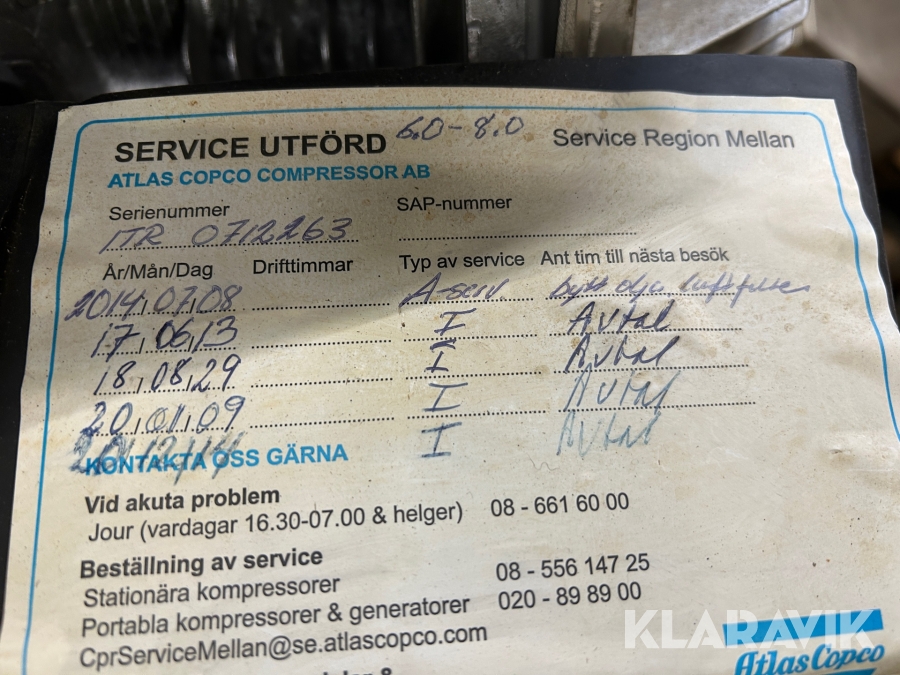 SERVICE UTFÖRD 6.0-8.0 Service Region Mellan
ATLAS COPCO COMPRESSOR AB
Serienummer SAP-nummer
ITR 0712263
År/Mån/Dag Drifttimmar Typ av service Ant tim till nästa besök
2014,07,08 A-serv. bytt olja, luftfilter
17,06,13 I Avtal
18,08,29 I Avtal
20,01,09 I Avtal
I Avtal
KONTAKTA OSS GÄRNA
Vid akuta problem
Jour (vardagar 16.30-07.00 & helger) 08 - 661 60 00
Beställning av service
Stationära kompressorer 08 - 556 147 25
Portabla kompressorer & generatorer 020 - 89 89 00
CprServiceMellan@se.atlascopco.com
KLARAVIK
Atlas Copco